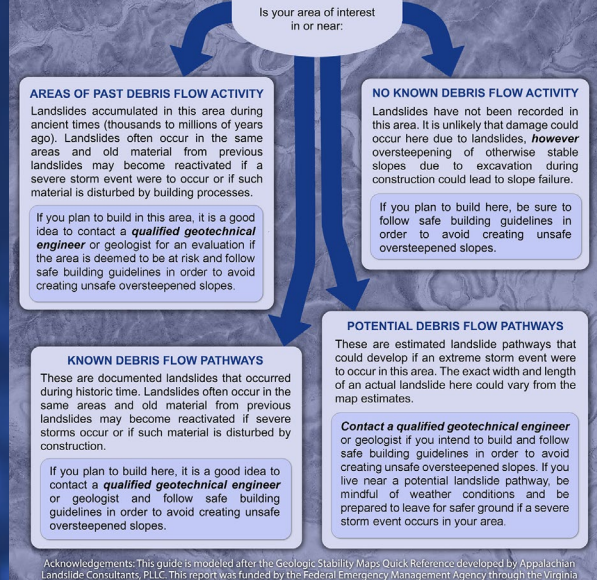 Is your area of interest
in or near:
AREAS OF PAST DEBRIS FLOW ACTIVITY
Landslides accumulated in this area during
ancient times (thousands to millions of years
ago). Landslides often occur in the same
areas and old material from previous
landslides may become reactivated if a
severe storm event were to occur or if such
material is disturbed by building processes.
If you plan to build in this area, it is a good
idea to contact a qualified geotechnical
engineer or geologist for an evaluation if
the area is deemed to be at risk and follow
safe building guidelines in order to avoid
creating unsafe oversteepened slopes.
NO KNOWN DEBRIS FLOW ACTIVITY
Landslides have not been recorded in
this area. It is unlikely that damage could
occur here due to landslides, however
oversteepening of otherwise stable
slopes due to excavation during
construction could lead to slope failure.
If you plan to build here, be sure to
follow safe building guidelines in
order to avoid creating unsafe
oversteepened slopes.
KNOWN DEBRIS FLOW PATHWAYS
These are documented landslides that occurred
during historic time. Landslides often occur in the
same areas and old material from previous
landslides may become reactivated if severe
storms occur or if such material is disturbed by
construction.
If you plan to build here, it is a good idea to
contact a qualified geotechnical engineer
or geologist and follow safe building
guidelines in order to avoid creating unsafe
oversteepened slopes.
POTENTIAL DEBRIS FLOW PATHWAYS
These are estimated landslide pathways that
could develop if an extreme storm event were
to occur in this area. The exact width and length
of an actual landslide here could vary from the
map estimates.
Contact a qualified geotechnical engineer
or geologist if you intend to build and follow
safe building guidelines in order to avoid
creating unsafe oversteepened slopes. If you
live near a potential landslide pathway, be
mindful of weather conditions and be
prepared to leave for safer ground if a severe
storm event occurs in your area.
Acknowledgements: This guide is modeled after the Geologic Stability Maps Quick Reference developed by Appalachian
Landslide Consultants, PLLC. This report was funded by the Federal Emergency Management Agency through the Virginia